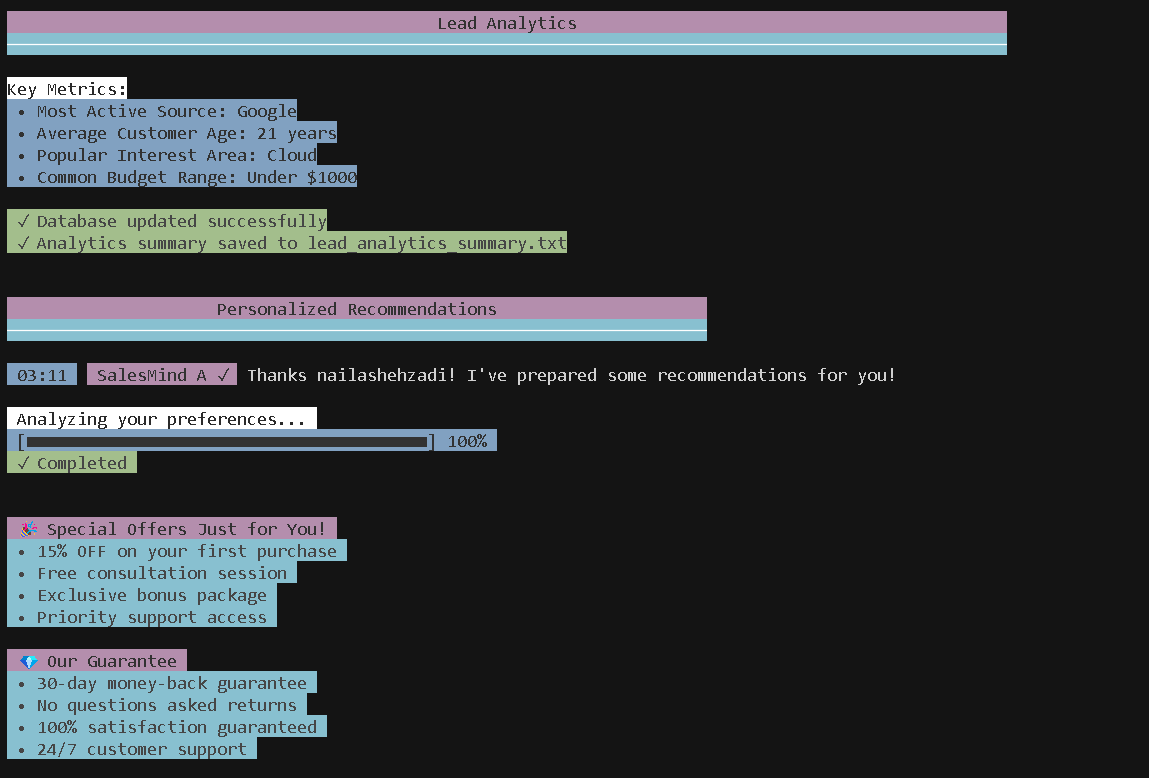 Lead Analytics
Key Metrics:
• Most Active Source: Google
• Average Customer Age: 21 years
• Popular Interest Area: Cloud
• Common Budget Range: Under $1000
✓ Database updated successfully
✓ Analytics summary saved to lead_analytics_summary.txt
Personalized Recommendations
03:11 SalesMind A ✓ Thanks nailashehzadi! I've prepared some recommendations for you!
Analyzing your preferences...
[■■■■■■■■■■■■■■■■■■■■■■■■■■■■■■■■■■■■■■■■] 100%
✓ Completed
🎉 Special Offers Just for You!
• 15% OFF on your first purchase
• Free consultation session
• Exclusive bonus package
• Priority support access
💎 Our Guarantee
• 30-day money-back guarantee
• No questions asked returns
• 100% satisfaction guaranteed
• 24/7 customer support